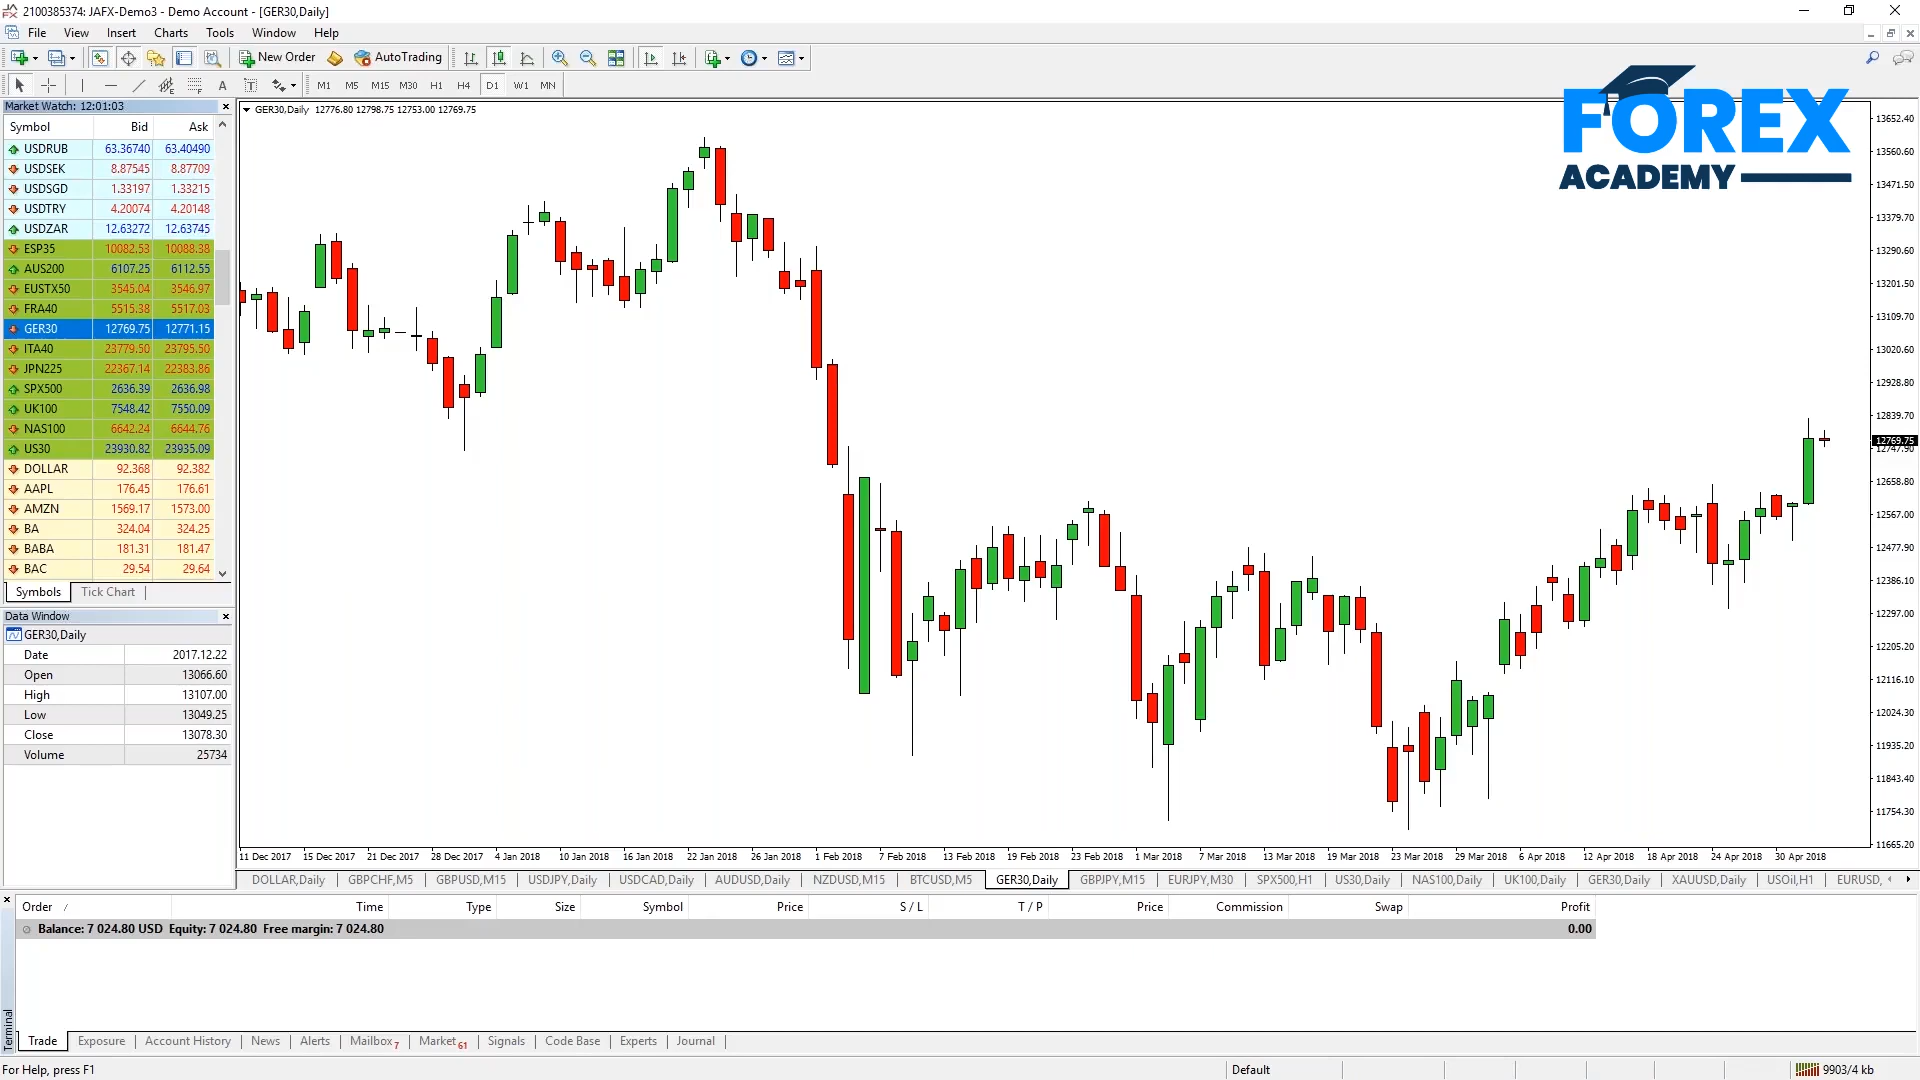 2100385374: JAFX-Demo3 - Demo Account - [GER30,Daily]
File View Insert Charts Tools Window Help
New Order AutoTrading
A T M1 M5 M15 M30 H1 H4 D1 W1 MN
Market Watch: 12:01:03
Symbol Bid Ask
USDRUB 63.36740 63.40490
USDSEK 8.87545 8.87709
USDSGD 1.33197 1.33215
USDTRY 4.20074 4.20148
USDZAR 12.63272 12.63745
ESP35 10082.53 10088.38
AUS200 6107.25 6112.55
EUSTX50 3545.04 3546.97
FRA40 5515.38 5517.03
GER30 12769.75 12771.15
ITA40 23779.50 23795.50
JPN225 22367.14 22383.86
SPX500 2636.39 2636.98
UK100 7548.42 7550.09
NAS100 6642.24 6644.76
US30 23930.82 23935.09
DOLLAR 92.368 92.382
AAPL 176.45 176.61
AMZN 1569.17 1573.00
BA 324.04 324.25
BABA 181.31 181.47
BAC 29.54 29.64
Symbols Tick Chart
Data Window
GER30,Daily
Date 2017.12.22
Open 13066.60
High 13107.00
Low 13049.25
Close 13078.30
Volume 25734
GER30,Daily 12776.80 12798.75 12753.00 12769.75
FOREX
ACADEMY
13652.40
13560.60
13471.50
13379.70
13290.60
13201.50
13109.70
13020.60
12928.80
12839.70
12769.75
12747.90
12658.80
12567.00
12477.90
12386.10
12297.00
12205.20
12116.10
12024.30
11935.20
11843.40
11754.30
11665.20
11 Dec 2017 15 Dec 2017 21 Dec 2017 28 Dec 2017 4 Jan 2018 10 Jan 2018 16 Jan 2018 22 Jan 2018 26 Jan 2018 1 Feb 2018 7 Feb 2018 13 Feb 2018 19 Feb 2018 23 Feb 2018 1 Mar 2018 7 Mar 2018 13 Mar 2018 19 Mar 2018 23 Mar 2018 29 Mar 2018 6 Apr 2018 12 Apr 2018 18 Apr 2018 24 Apr 2018 30 Apr 2018
DOLLAR,Daily GBPCHF,M5 GBPUSD,M15 USDJPY,Daily USDCAD,Daily AUDUSD,Daily NZDUSD,M15 BTCUSD,M5 GER30,Daily GBPJPY,M15 EURJPY,M30 SPX500,H1 US30,Daily NAS100,Daily UK100,Daily GER30,Daily XAUUSD,Daily USOil,H1 EURUSD,
Order / Time Type Size Symbol Price S / L T / P Price Commission Swap Profit
Balance: 7 024.80 USD Equity: 7 024.80 Free margin: 7 024.80 0.00
Terminal
Trade Exposure Account History News Alerts Mailbox 7 Market 61 Signals Code Base Experts Journal
For Help, press F1 Default 9903/4 kb